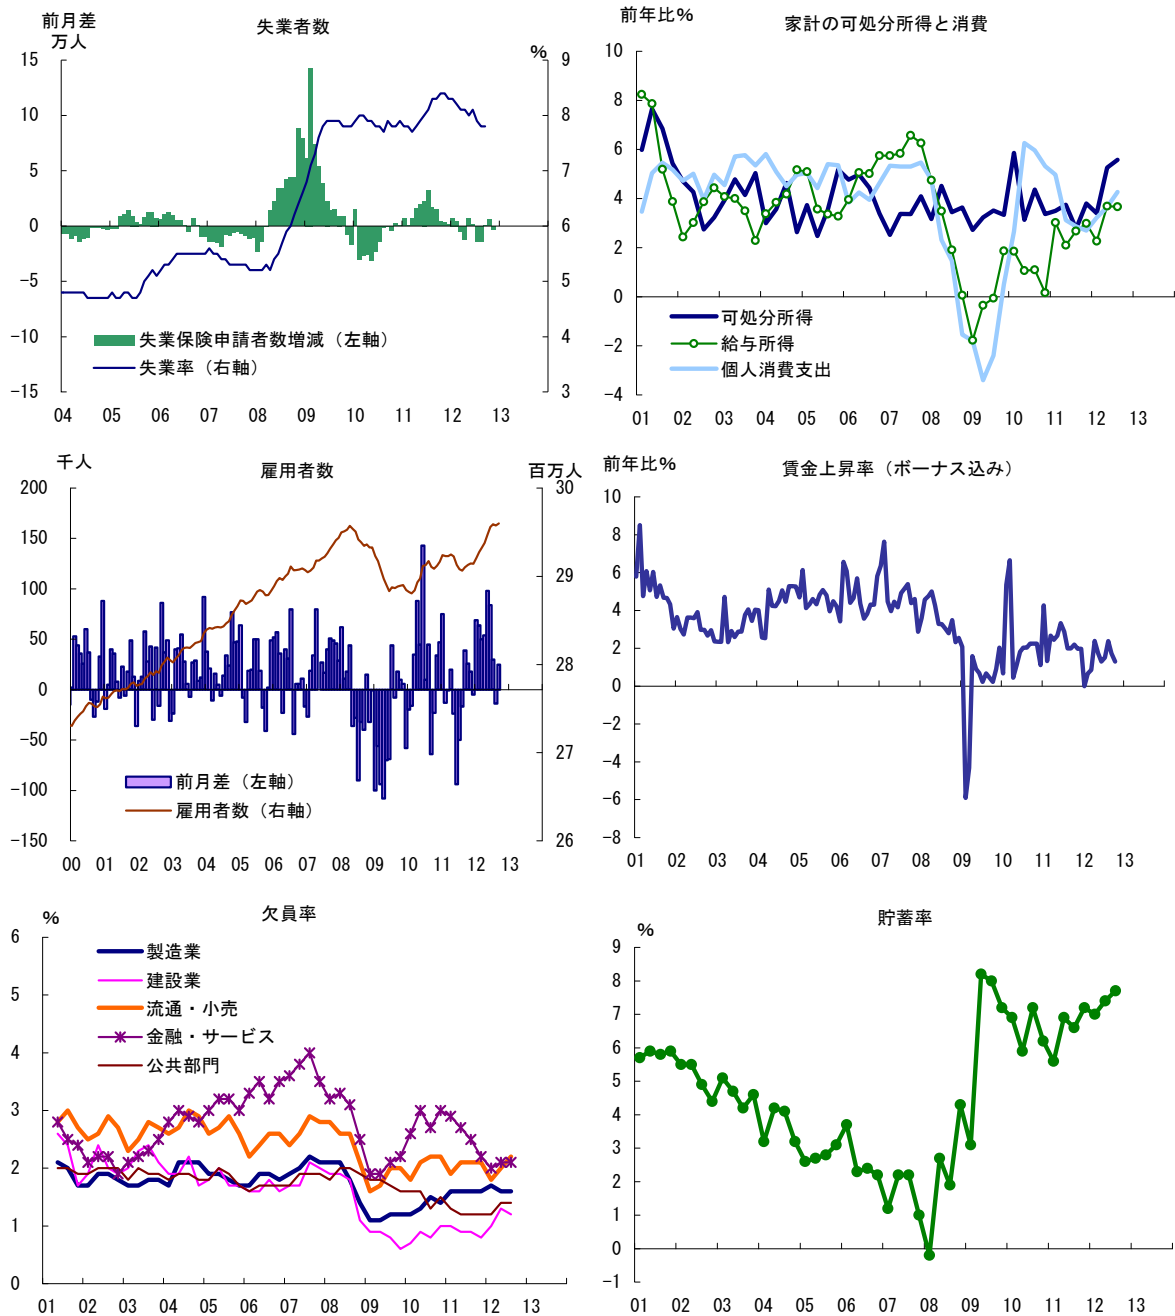 失業者数
前月差
万人
%
15
10
5
0
−5
−10
−15
9
8
7
6
5
4
3
失業保険申請者数増減（左軸）
失業率（右軸）
04 05 06 07 08 09 10 11 12 13
家計の可処分所得と消費
前年比%
10
8
6
4
2
0
−2
−4
可処分所得
給与所得
個人消費支出
01 02 03 04 05 06 07 08 09 10 11 12 13
雇用者数
千人
百万人
200
150
100
50
0
−50
−100
−150
30
29
28
27
26
前月差（左軸）
雇用者数（右軸）
00 01 02 03 04 05 06 07 08 09 10 11 12 13
賃金上昇率（ボーナス込み）
前年比%
10
8
6
4
2
0
−2
−4
−6
−8
01 02 03 04 05 06 07 08 09 10 11 12 13
欠員率
%
6
5
4
3
2
1
0
製造業
建設業
流通・小売
金融・サービス
公共部門
01 02 03 04 05 06 07 08 09 10 11 12 13
貯蓄率
%
9
8
7
6
5
4
3
2
1
0
−1
01 02 03 04 05 06 07 08 09 10 11 12 13